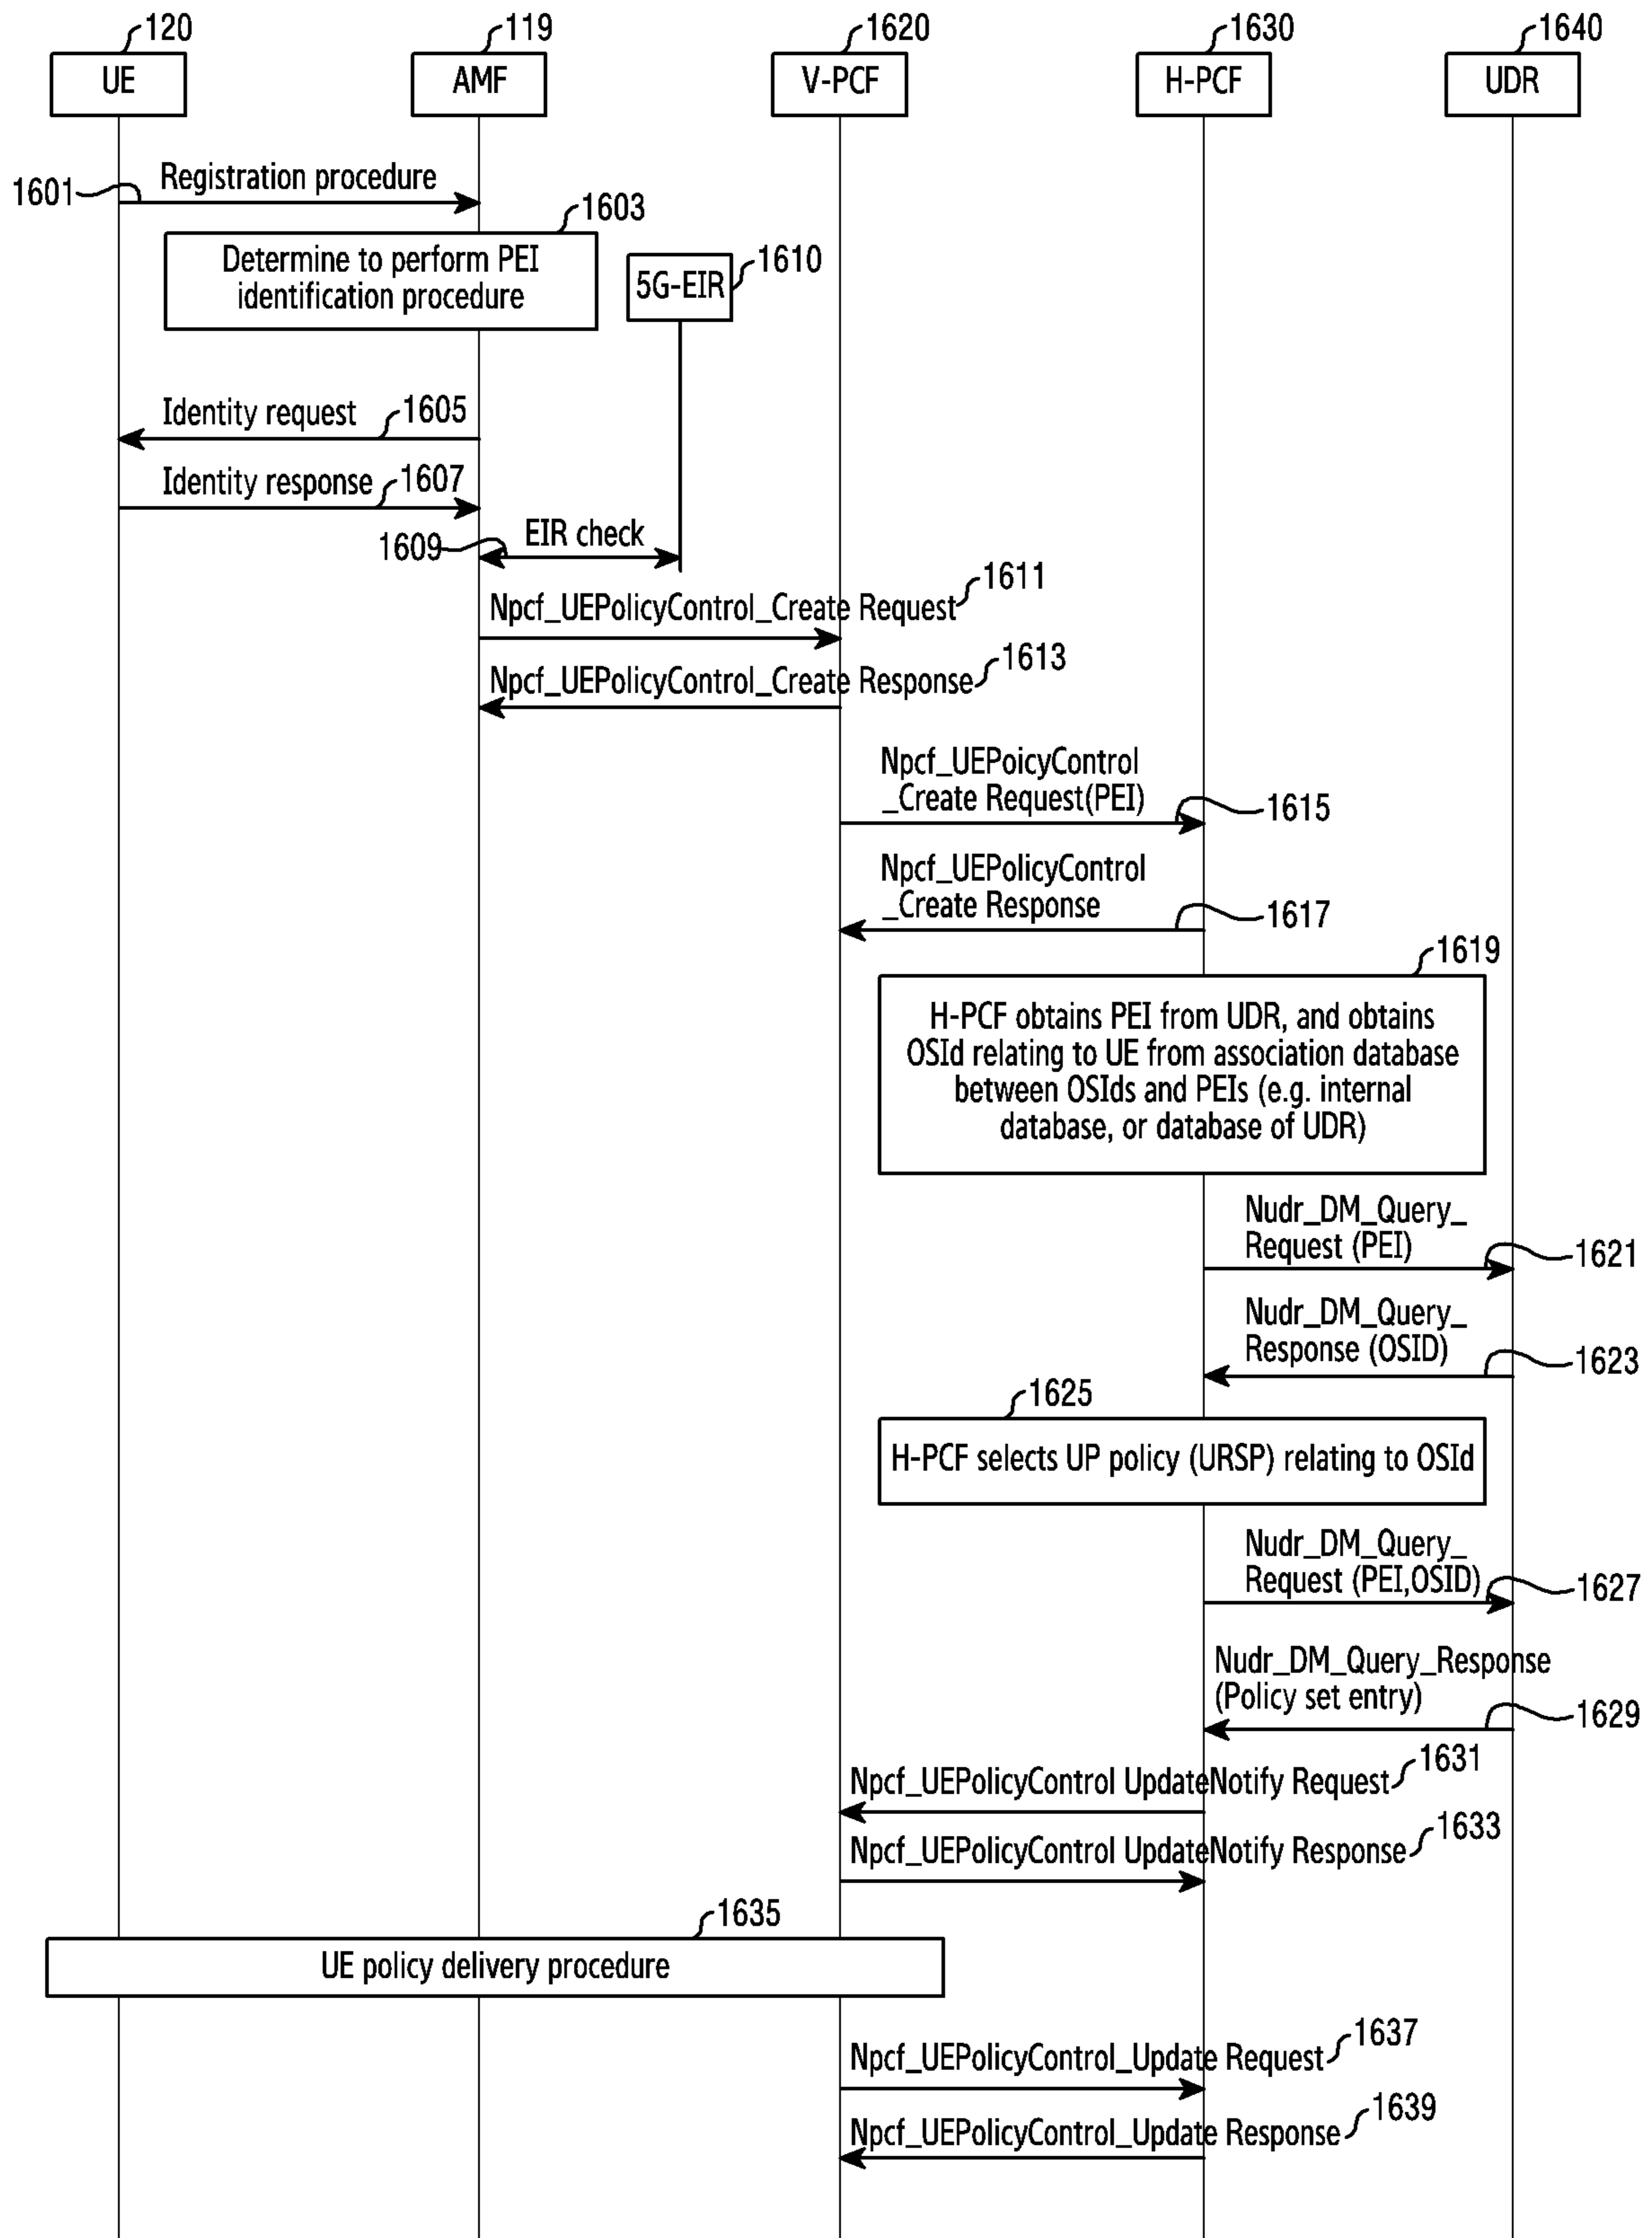 120
119
1620
1630
1640
UE
AMF
V-PCF
H-PCF
UDR
1601
Registration procedure
1603
Determine to perform PEI
identification procedure
5G-EIR
1610
Identity request
1605
Identity response
1607
1609
EIR check
1611
Npcf_UEPolicyControl_Create Request
1613
Npcf_UEPolicyControl_Create Response
Npcf_UEPoicyControl
_Create Request(PEI)
1615
Npcf_UEPolicyControl
_Create Response
1617
1619
H-PCF obtains PEI from UDR, and obtains
OSId relating to UE from association database
between OSIds and PEIs (e.g. internal
database, or database of UDR)
Nudr_DM_Query_
Request (PEI)
1621
Nudr_DM_Query_
Response (OSID)
1623
1625
H-PCF selects UP policy (URSP) relating to OSId
Nudr_DM_Query_
Request (PEI,OSID)
1627
Nudr_DM_Query_Response
(Policy set entry)
1629
1631
Npcf_UEPolicyControl UpdateNotify Request
1633
Npcf_UEPolicyControl UpdateNotify Response
1635
UE policy delivery procedure
1637
Npcf_UEPolicyControl_Update Request
1639
Npcf_UEPolicyControl_Update Response